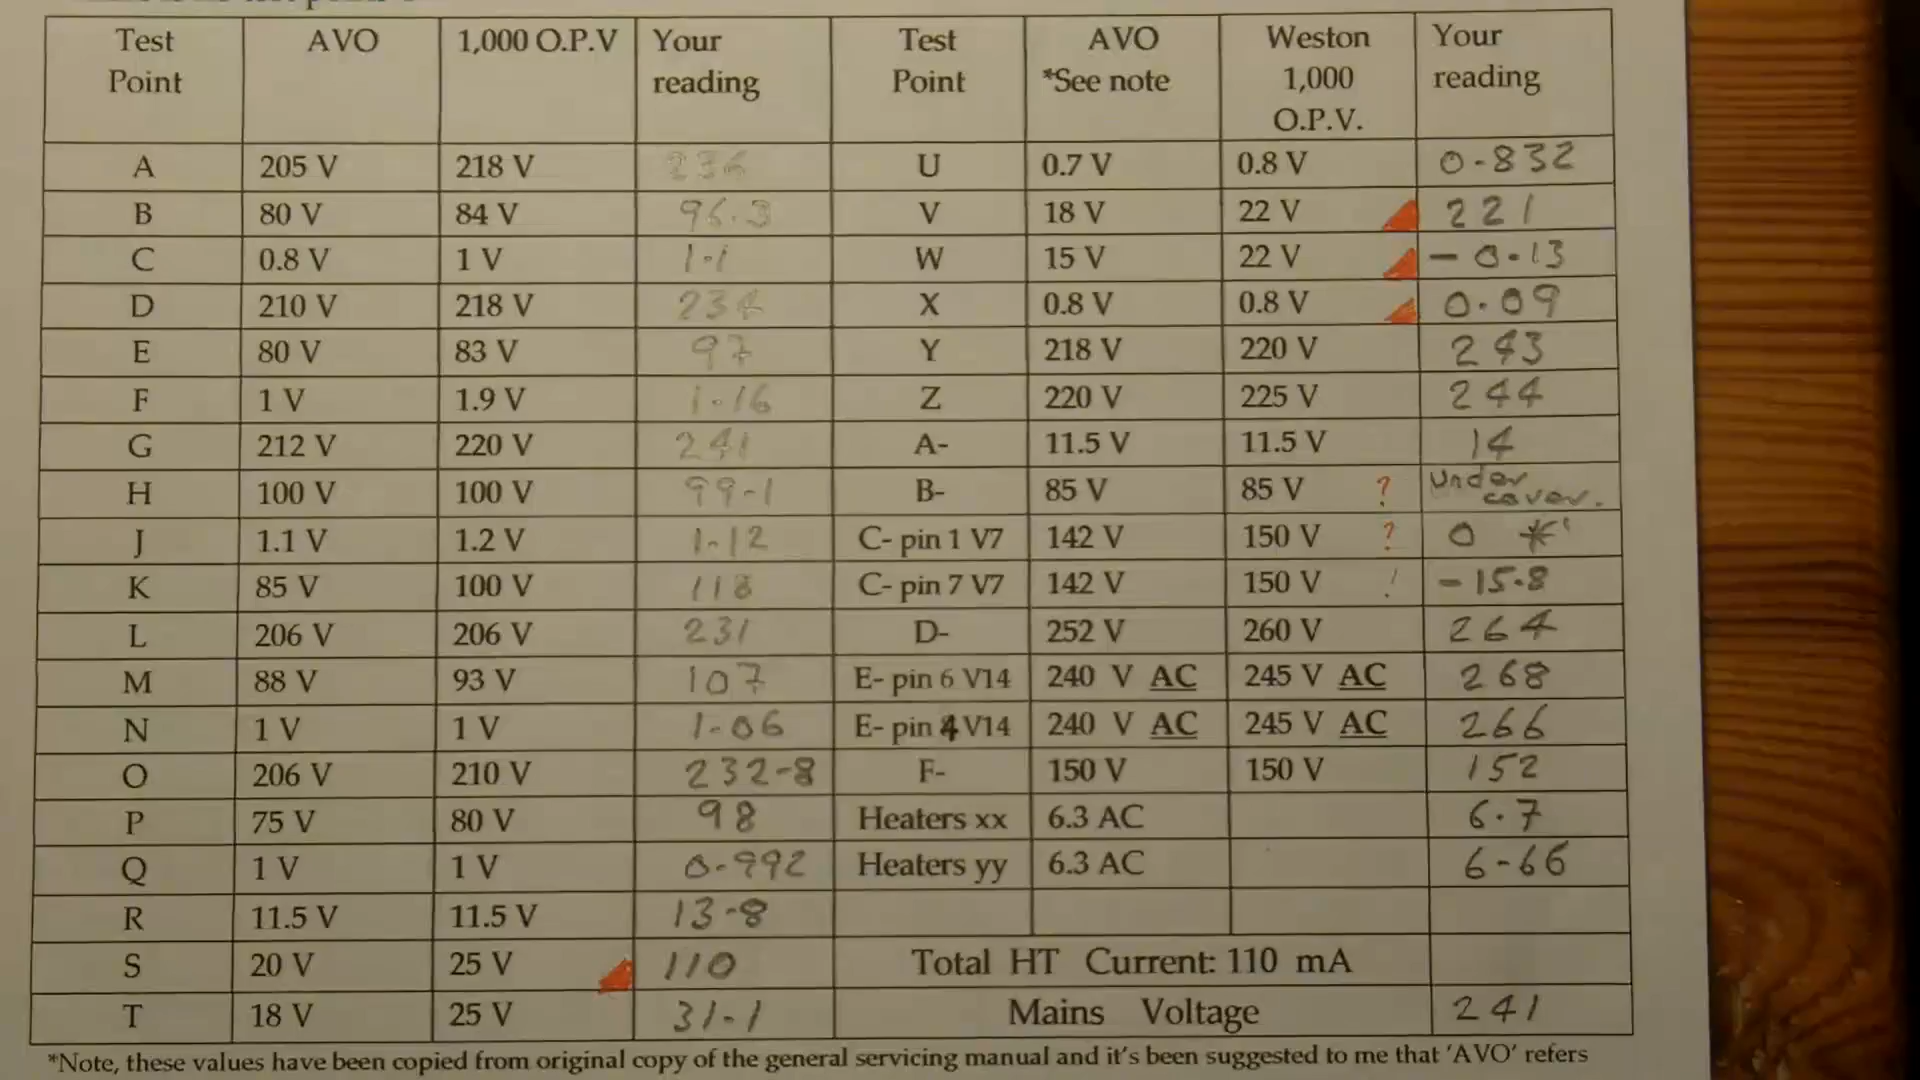 Test Point | AVO | 1,000 O.P.V | Your reading | Test Point | AVO *See note | Weston 1,000 O.P.V. | Your reading
A | 205 V | 218 V | 236 | U | 0.7 V | 0.8 V | 0.832
B | 80 V | 84 V | 96.3 | V | 18 V | 22 V | 221
C | 0.8 V | 1 V | 1.1 | W | 15 V | 22 V | - 0.13
D | 210 V | 218 V | 234 | X | 0.8 V | 0.8 V | 0.09
E | 80 V | 83 V | 97 | Y | 218 V | 220 V | 243
F | 1 V | 1.9 V | 1.16 | Z | 220 V | 225 V | 244
G | 212 V | 220 V | 241 | A- | 11.5 V | 11.5 V | 14
H | 100 V | 100 V | 99.1 | B- | 85 V | 85 V ? | under cover.
J | 1.1 V | 1.2 V | 1.12 | C- pin 1 V7 | 142 V | 150 V ? | 0 *'
K | 85 V | 100 V | 118 | C- pin 7 V7 | 142 V | 150 V ! | - 15.8
L | 206 V | 206 V | 231 | D- | 252 V | 260 V | 264
M | 88 V | 93 V | 107 | E- pin 6 V14 | 240 V AC | 245 V AC | 268
N | 1 V | 1 V | 1.06 | E- pin 4 V14 | 240 V AC | 245 V AC | 266
O | 206 V | 210 V | 232.8 | F- | 150 V | 150 V | 152
P | 75 V | 80 V | 98 | Heaters xx | 6.3 AC | | 6.7
Q | 1 V | 1 V | 0.992 | Heaters yy | 6.3 AC | | 6.66
R | 11.5 V | 11.5 V | 13.8
S | 20 V | 25 V | 110 | Total HT Current: 110 mA
T | 18 V | 25 V | 31.1 | Mains Voltage | 241
*Note, these values have been copied from original copy of the general servicing manual and it's been suggested to me that 'AVO' refers